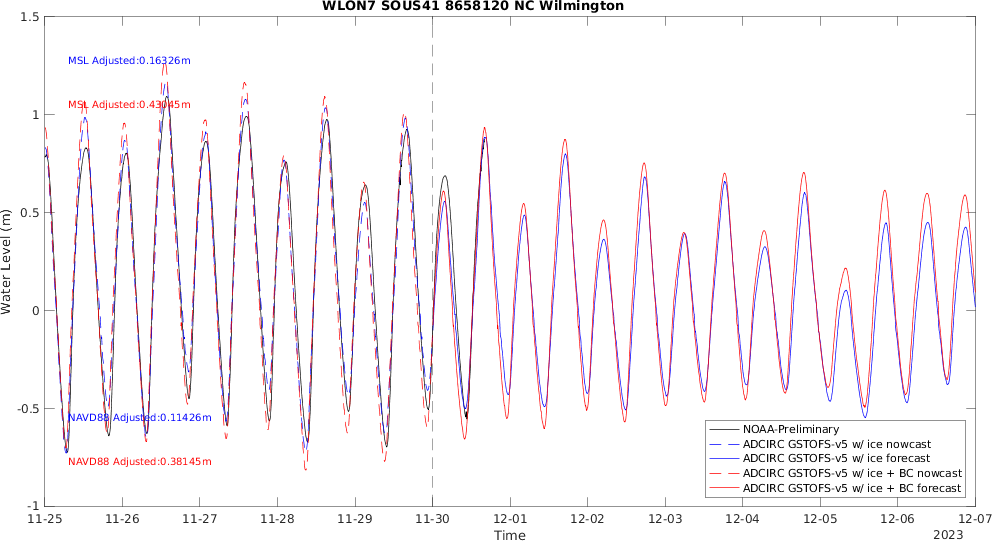 WLON7 SOUS41 8658120 NC Wilmington
1.5
1
0.5
0
-0.5
-1
Water Level (m)
MSL Adjusted:0.16326m
MSL Adjusted:0.43045m
NAVD88 Adjusted:0.11426m
NAVD88 Adjusted:0.38145m
NOAA-Preliminary
ADCIRC GSTOFS-v5 w/ ice nowcast
ADCIRC GSTOFS-v5 w/ ice forecast
ADCIRC GSTOFS-v5 w/ ice + BC nowcast
ADCIRC GSTOFS-v5 w/ ice + BC forecast
11-25 11-26 11-27 11-28 11-29 11-30 12-01 12-02 12-03 12-04 12-05 12-06 12-07
Time
2023